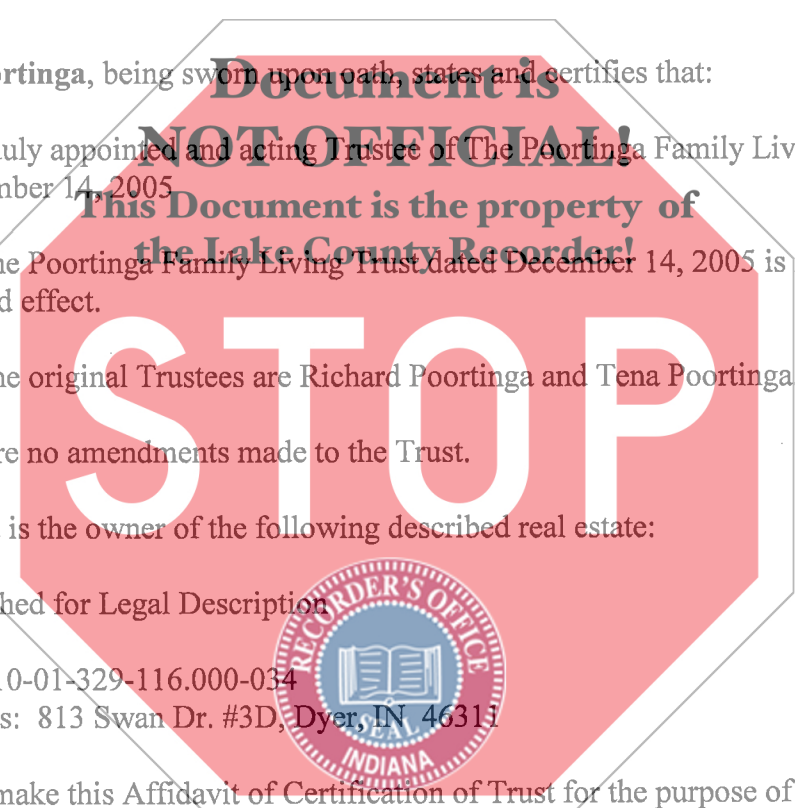 ortinga, being sworn upon oath, states and certifies that:
Document is
NOT OFFICIAL!
uly appointed and acting Trustee of The Poortinga Family Liv
mber 14, 2005
This Document is the property of
the Lake County Recorder!
ne Poortinga Family Living Trust dated December 14, 2005 is
d effect.
STOP
ne original Trustees are Richard Poortinga and Tena Poortinga
re no amendments made to the Trust.
is the owner of the following described real estate:
hed for Legal Description
RECORDER'S OFFICE
0-01-329-116.000-034
s: 813 Swan Dr. #3D, Dyer, IN 46311
SEAL
INDIANA
make this Affidavit of Certification of Trust for the purpose of